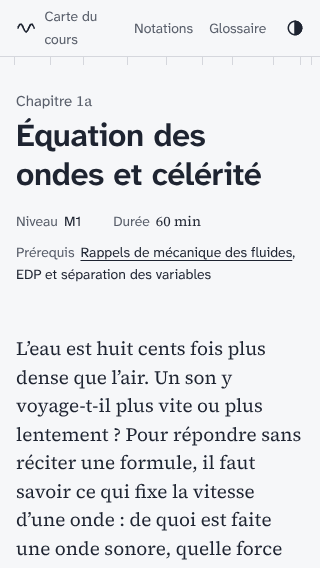 Carte du
cours
Notations
Glossaire
Chapitre 1a
Équation des
ondes et célérité
Niveau M1 Durée 60 min
Prérequis Rappels de mécanique des fluides,
EDP et séparation des variables
L’eau est huit cents fois plus
dense que l’air. Un son y
voyage-t-il plus vite ou plus
lentement ? Pour répondre sans
réciter une formule, il faut
savoir ce qui fixe la vitesse
d’une onde : de quoi est faite
une onde sonore, quelle force